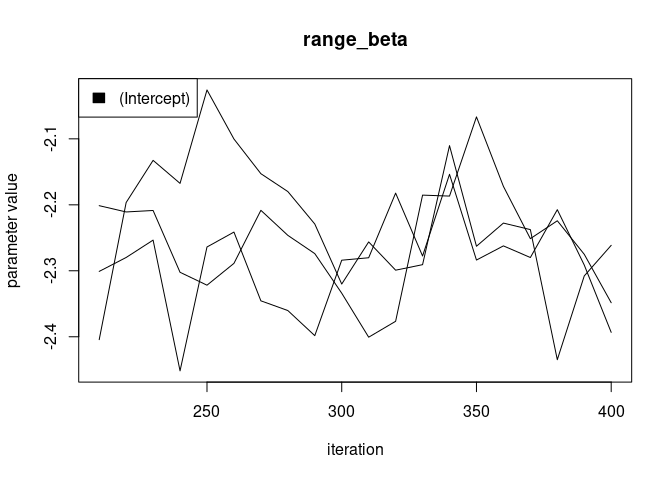 range_beta
(Intercept)
parameter value
-2.1
-2.2
-2.3
-2.4
250 300 350 400
iteration